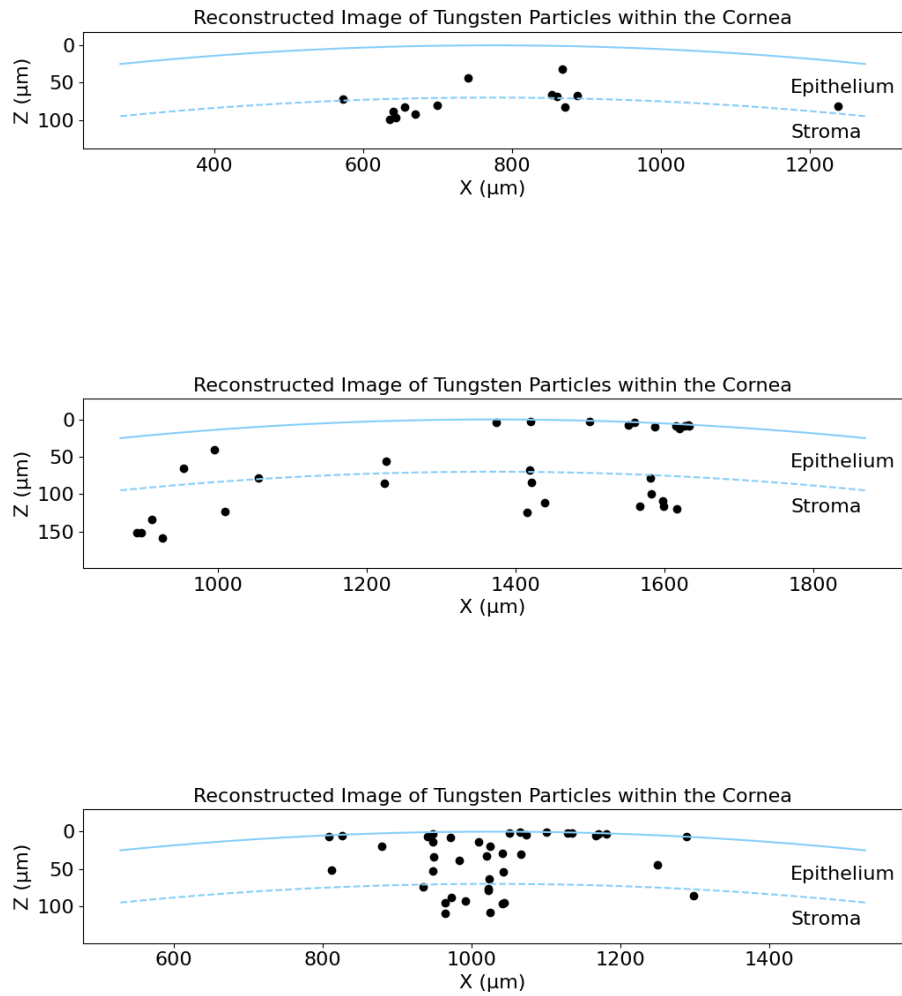 Reconstructed Image of Tungsten Particles within the Cornea
0
50
100
Z (µm)
Epithelium
Stroma
400 600 800 1000 1200
X (µm)
Reconstructed Image of Tungsten Particles within the Cornea
0
50
100
150
Z (µm)
Epithelium
Stroma
1000 1200 1400 1600 1800
X (µm)
Reconstructed Image of Tungsten Particles within the Cornea
0
50
100
Z (µm)
Epithelium
Stroma
600 800 1000 1200 1400
X (µm)